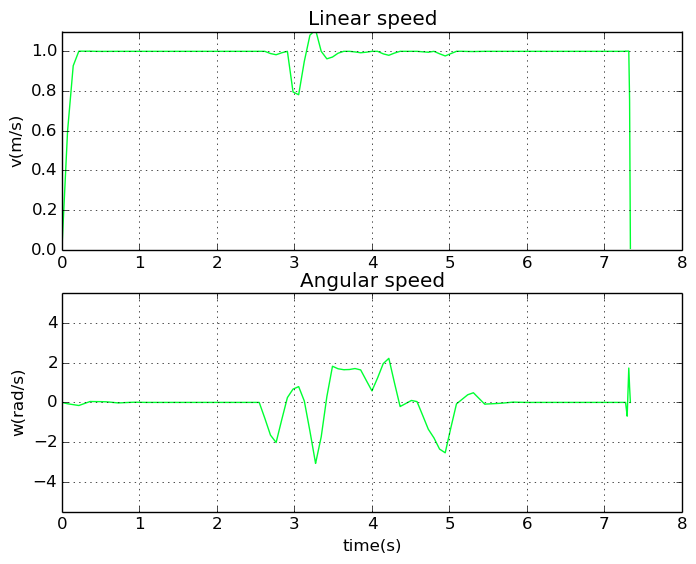 Linear speed
1.0
0.8
0.6
0.4
0.2
0.0
v(m/s)
0 1 2 3 4 5 6 7 8
Angular speed
4
2
0
−2
−4
w(rad/s)
0 1 2 3 4 5 6 7 8
time(s)